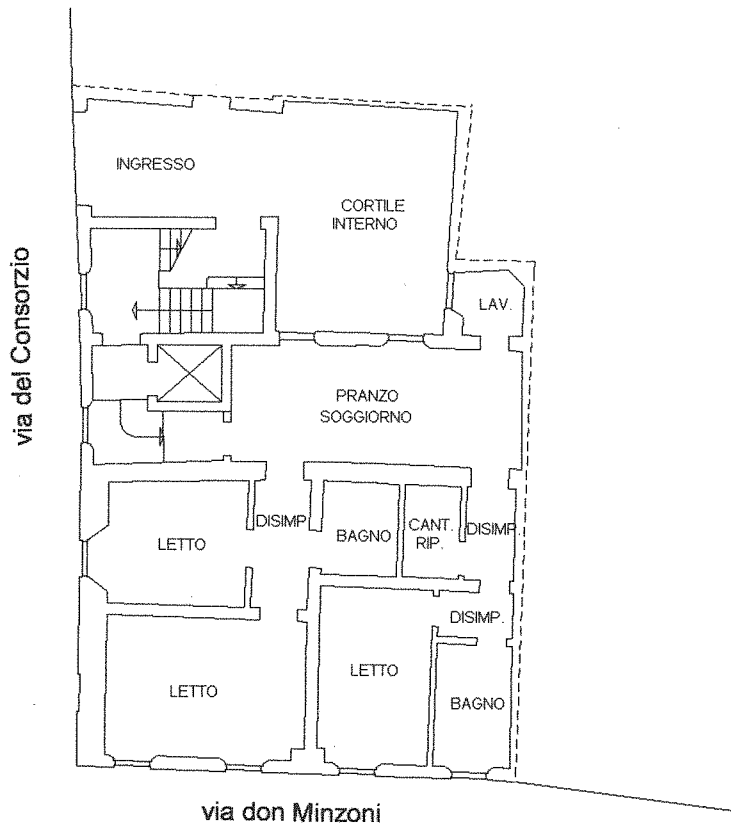 INGRESSO
CORTILE
INTERNO
via del Consorzio
LAV.
PRANZO
SOGGIORNO
DISIMP
LETTO
BAGNO
CANT.
RIP.
DISIMP.
DISIMP.
LETTO
LETTO
BAGNO
via don Minzoni